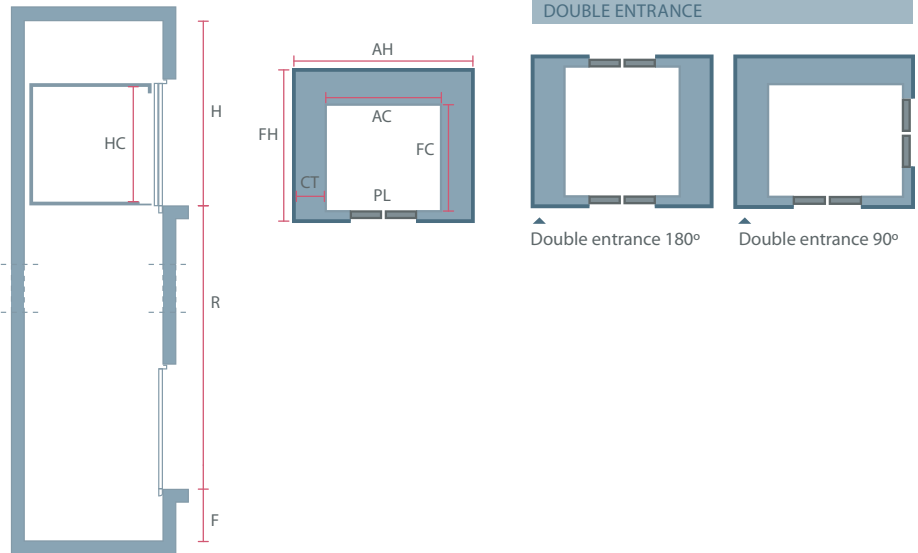 DOUBLE ENTRANCE
AH
H
AC
FH
HC
FC
CT
PL
Double entrance 180º
Double entrance 90º
R
F